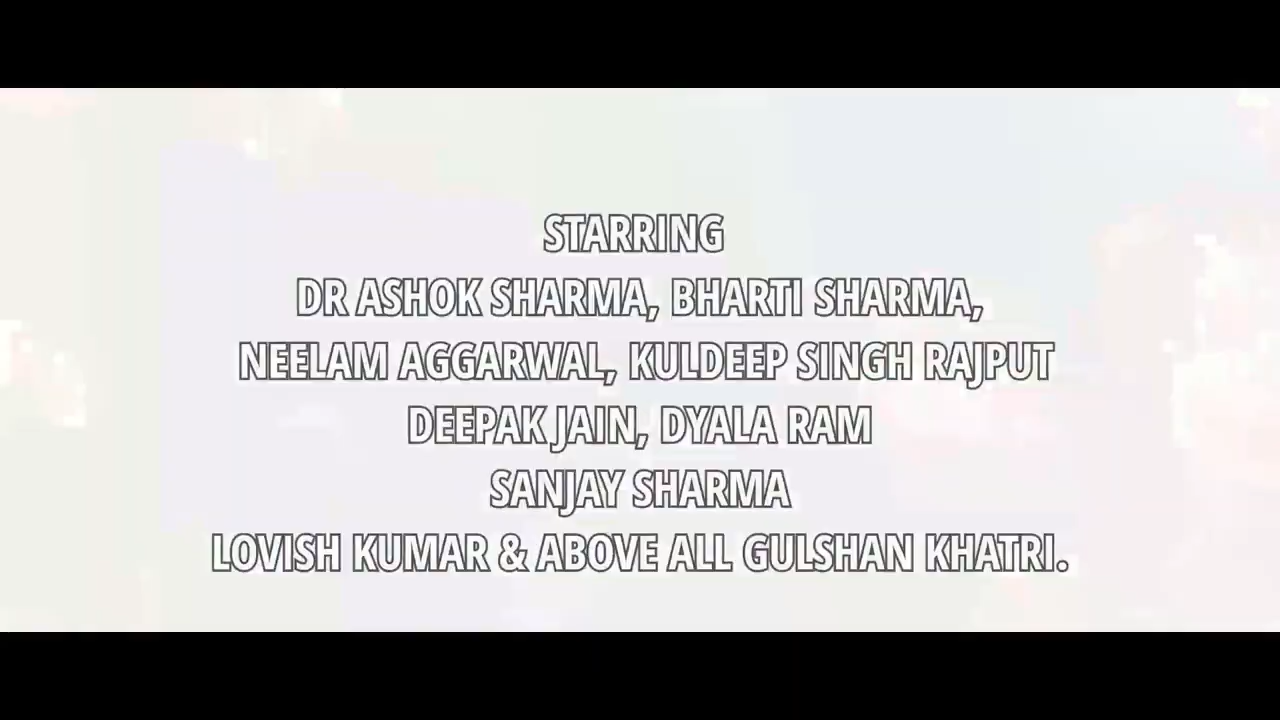 STARRING
DR ASHOK SHARMA, BHARTI SHARMA,
NEELAM AGGARWAL, KULDEEP SINGH RAJPUT
DEEPAK JAIN, DYALA RAM
SANJAY SHARMA
LOVISH KUMAR & ABOVE ALL GULSHAN KHATRI.